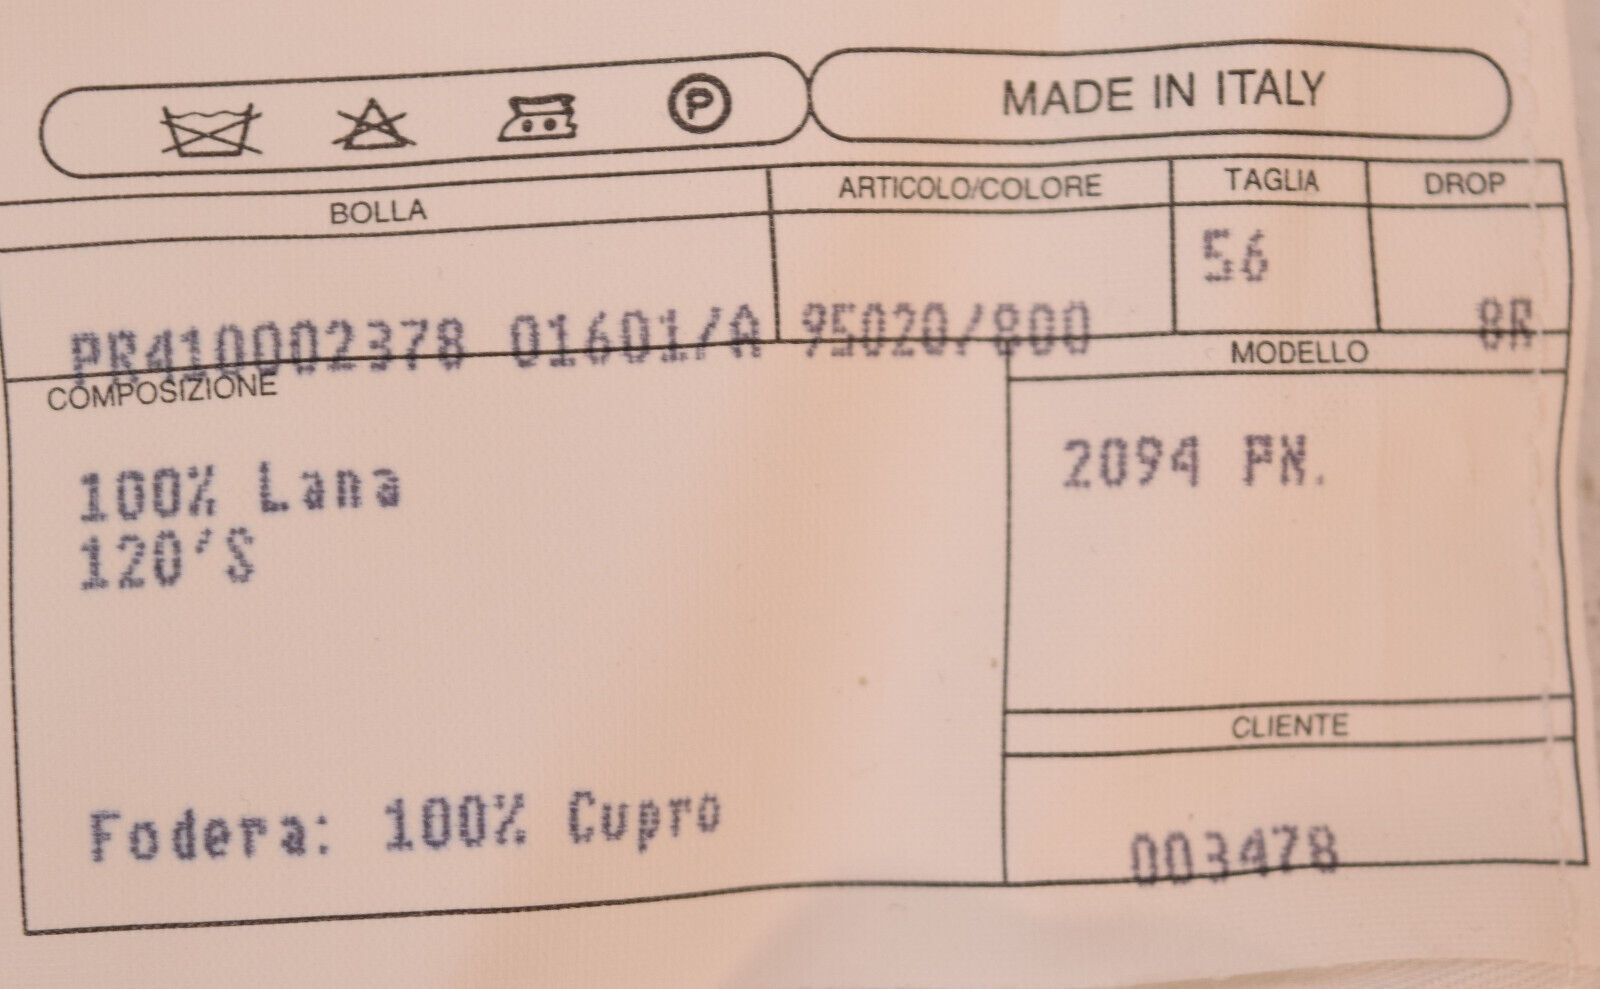 P
MADE IN ITALY
BOLLA
ARTICOLO/COLORE
TAGLIA
DROP
PR410002378 01601/A
95020/800
56
8R
COMPOSIZIONE
100% Lana
120'S
Fodera: 100% Cupro
MODELLO
2094 PN.
CLIENTE
003478